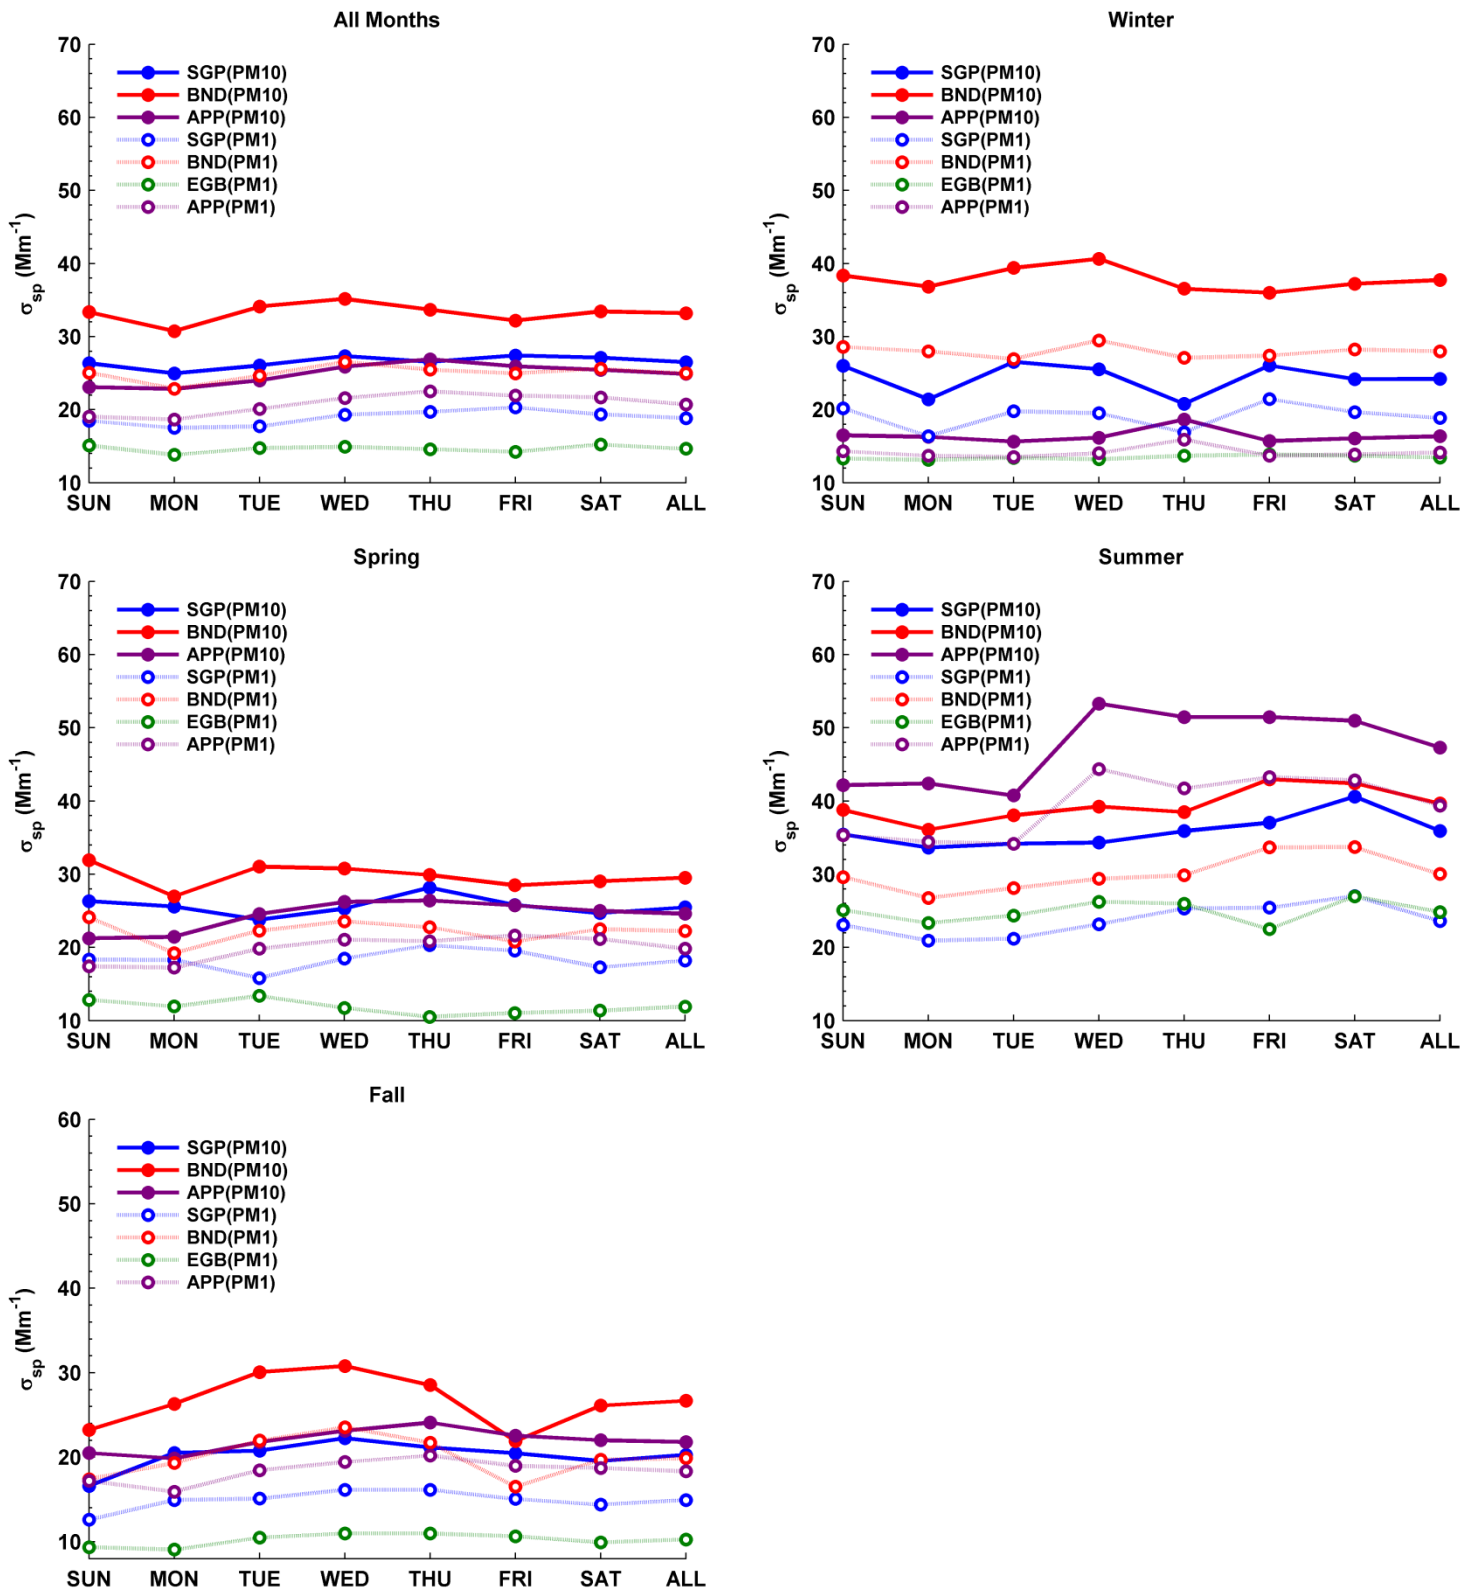 All Months
70
60
50
40
30
20
10
σsp (Mm-1)
SGP(PM10)
BND(PM10)
APP(PM10)
SGP(PM1)
BND(PM1)
EGB(PM1)
APP(PM1)
SUN MON TUE WED THU FRI SAT ALL
Winter
70
60
50
40
30
20
10
σsp (Mm-1)
SGP(PM10)
BND(PM10)
APP(PM10)
SGP(PM1)
BND(PM1)
EGB(PM1)
APP(PM1)
SUN MON TUE WED THU FRI SAT ALL
Spring
70
60
50
40
30
20
10
σsp (Mm-1)
SGP(PM10)
BND(PM10)
APP(PM10)
SGP(PM1)
BND(PM1)
EGB(PM1)
APP(PM1)
SUN MON TUE WED THU FRI SAT ALL
Summer
70
60
50
40
30
20
10
σsp (Mm-1)
SGP(PM10)
BND(PM10)
APP(PM10)
SGP(PM1)
BND(PM1)
EGB(PM1)
APP(PM1)
SUN MON TUE WED THU FRI SAT ALL
Fall
60
50
40
30
20
10
σsp (Mm-1)
SGP(PM10)
BND(PM10)
APP(PM10)
SGP(PM1)
BND(PM1)
EGB(PM1)
APP(PM1)
SUN MON TUE WED THU FRI SAT ALL